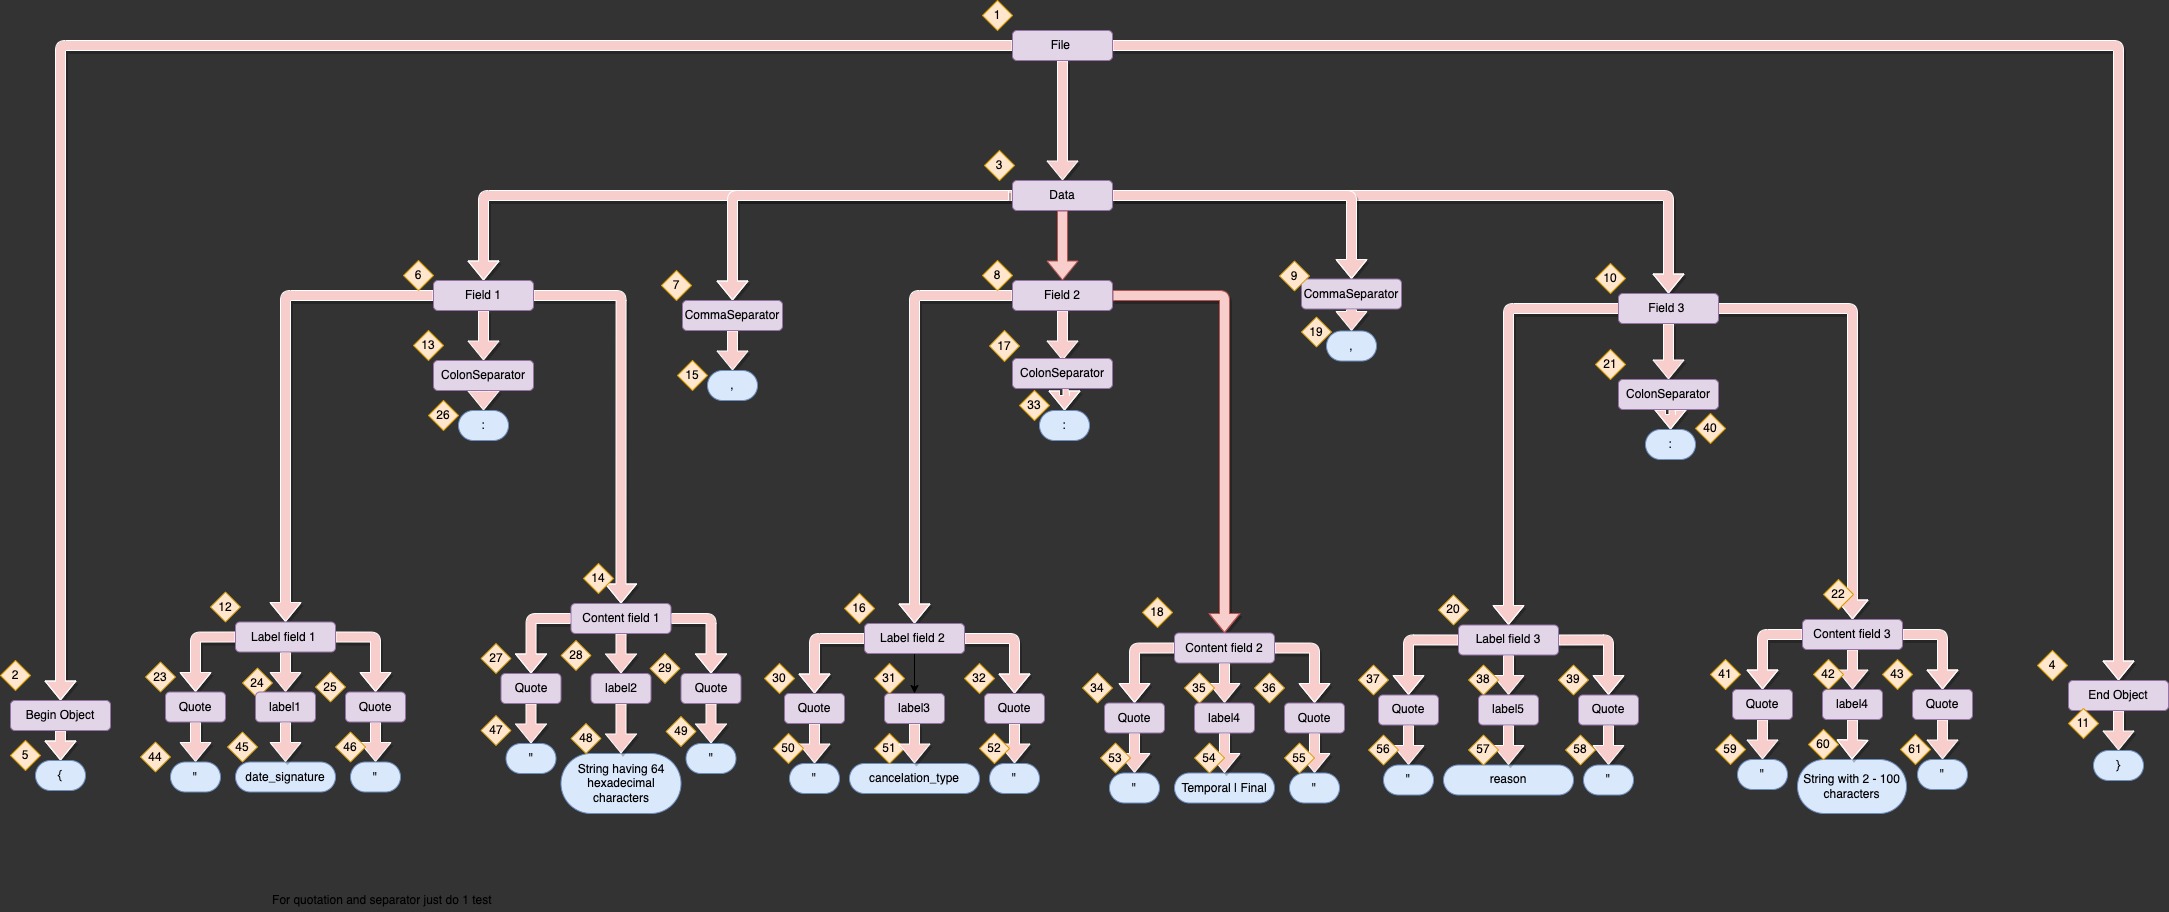 1
File
3
Data
6
Field 1
7
CommaSeparator
8
Field 2
9
CommaSeparator
10
Field 3
13
ColonSeparator
15
,
17
ColonSeparator
19
,
21
ColonSeparator
26
:
33
:
40
:
12
Label field 1
14
Content field 1
16
Label field 2
18
Content field 2
20
Label field 3
22
Content field 3
2
Begin Object
5
{
23
Quote
24
label1
25
Quote
44
"
45
date_signature
46
"
27
Quote
28
label2
29
Quote
47
"
48
String having 64
hexadecimal
characters
49
"
30
Quote
31
label3
32
Quote
50
"
51
cancelation_type
52
"
34
Quote
35
label4
36
Quote
53
"
54
Temporal | Final
55
"
37
Quote
38
label5
39
Quote
56
"
57
reason
58
"
41
Quote
42
label4
43
Quote
59
"
60
String with 2 - 100
characters
61
"
4
End Object
11
}
For quotation and separator just do 1 test